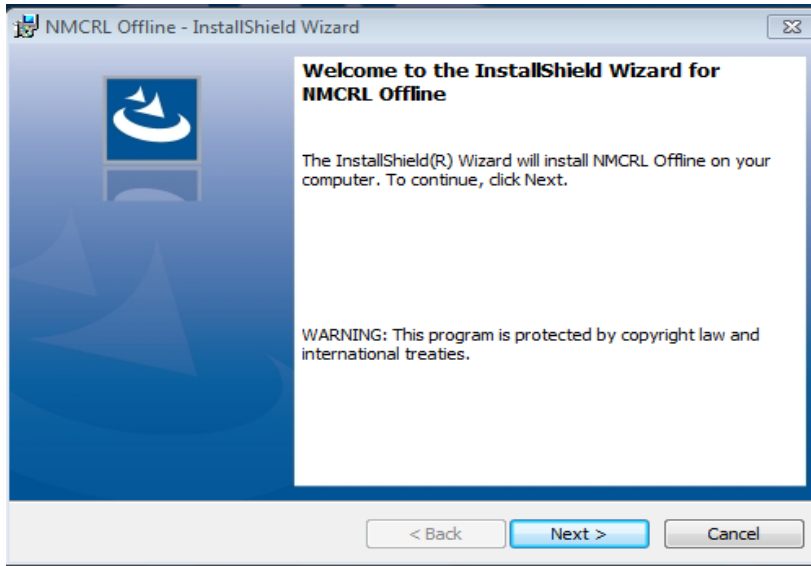 NMCRL Offline - InstallShield Wizard
Welcome to the InstallShield Wizard for
NMCRL Offline
The InstallShield(R) Wizard will install NMCRL Offline on your
computer. To continue, click Next.
WARNING: This program is protected by copyright law and
international treaties.
< Back Next > Cancel